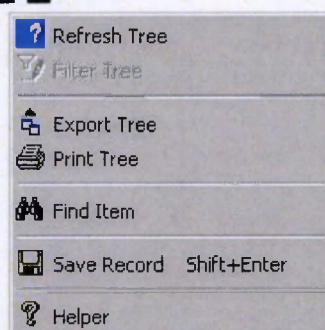 Refresh Tree
Filter Tree
Export Tree
Print Tree
Find Item
Save Record Shift+Enter
Helper